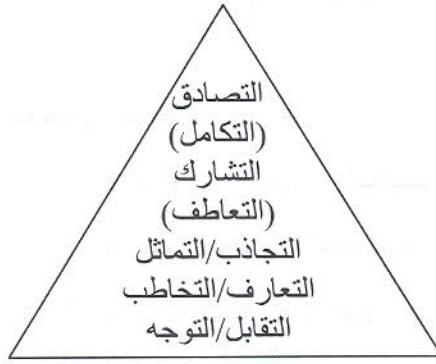 التصادق
(التكامل)
التشارك
(التعاطف)
التجاذب/التماثل
التعارف/التخاطب
التقابل/التوجه